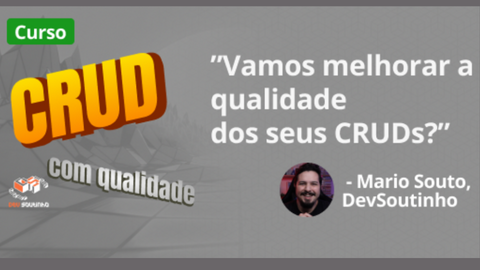 Curso
CRUD
com qualidade
”Vamos melhorar a
qualidade
dos seus CRUDs?”
- Mario Souto,
DevSoutinho